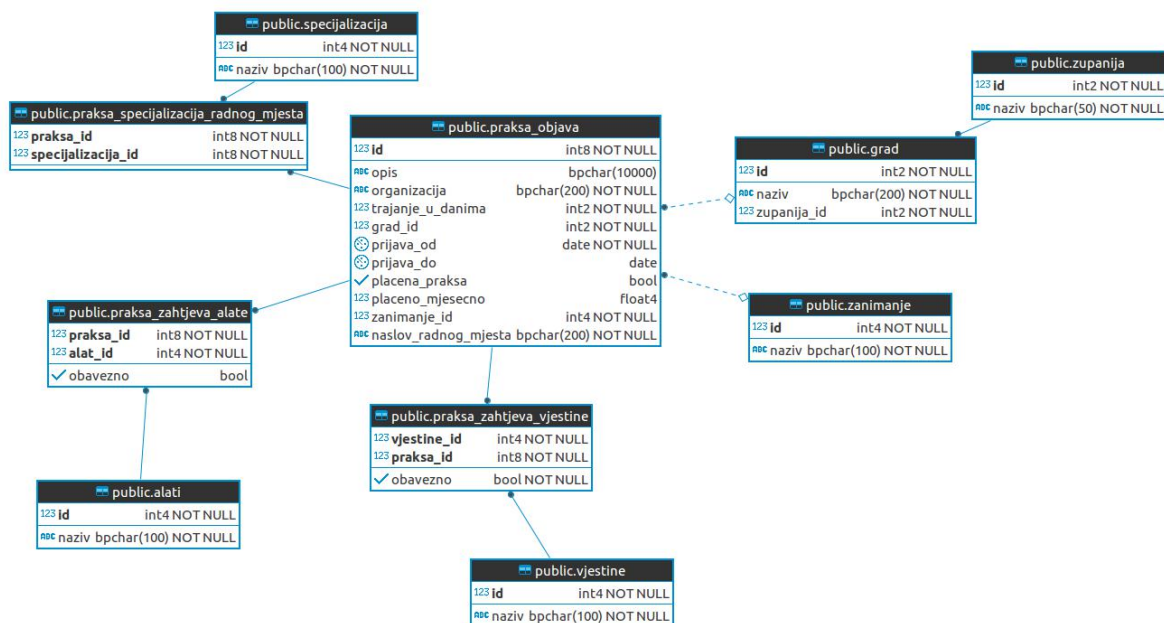 public.specijalizacija
123 id int4 NOT NULL
ABC naziv bpchar(100) NOT NULL
public.praksa_specijalizacija_radnog_mjesta
123 praksa_id int8 NOT NULL
123 specijalizacija_id int8 NOT NULL
public.praksa_objava
123 id int8 NOT NULL
ABC opis bpchar(10000)
ABC organizacija bpchar(200) NOT NULL
123 trajanje_u_danima int2 NOT NULL
123 grad_id int2 NOT NULL
prijava_od date NOT NULL
prijava_do date
placena_praksa bool
123 placeno_mjesecno float4
123 zanimanje_id int4 NOT NULL
ABC naslov_radnog_mjesta bpchar(200) NOT NULL
public.zupanija
123 id int2 NOT NULL
ABC naziv bpchar(50) NOT NULL
public.grad
123 id int2 NOT NULL
ABC naziv bpchar(200) NOT NULL
123 zupanija_id int2 NOT NULL
public.zanimanje
123 id int4 NOT NULL
ABC naziv bpchar(100) NOT NULL
public.praksa_zahtjeva_alate
123 praksa_id int8 NOT NULL
123 alat_id int4 NOT NULL
obavezno bool
public.praksa_zahtjeva_vjestine
123 vjestine_id int4 NOT NULL
123 praksa_id int8 NOT NULL
obavezno bool NOT NULL
public.alati
123 id int4 NOT NULL
ABC naziv bpchar(100) NOT NULL
public.vjestine
123 id int4 NOT NULL
ABC naziv bpchar(100) NOT NULL